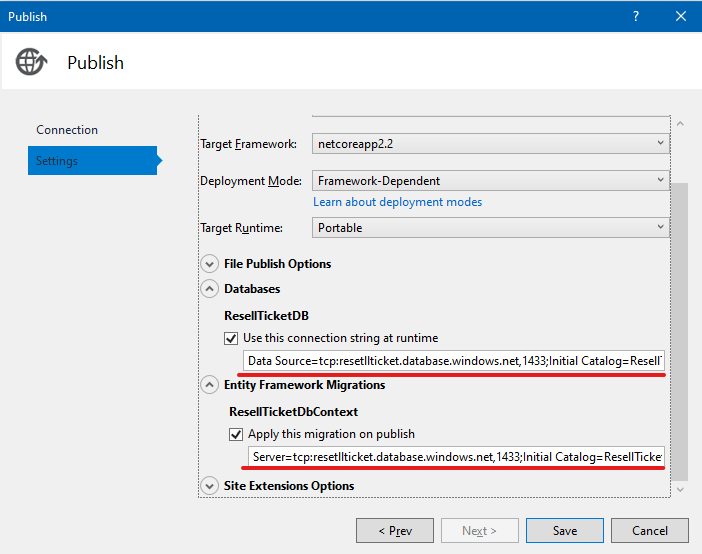 Publish
?
Publish
Connection
Settings
Target Framework: netcoreapp2.2
Deployment Mode: Framework-Dependent
Learn about deployment modes
Target Runtime: Portable
File Publish Options
Databases
ResellTicketDB
Use this connection string at runtime
Data Source=tcp:resetllticket.database.windows.net,1433;Initial Catalog=Resell
Entity Framework Migrations
ResellTicketDbContext
Apply this migration on publish
Server=tcp:resetllticket.database.windows.net,1433;Initial Catalog=ResellTicke
Site Extensions Options
< Prev Next > Save Cancel